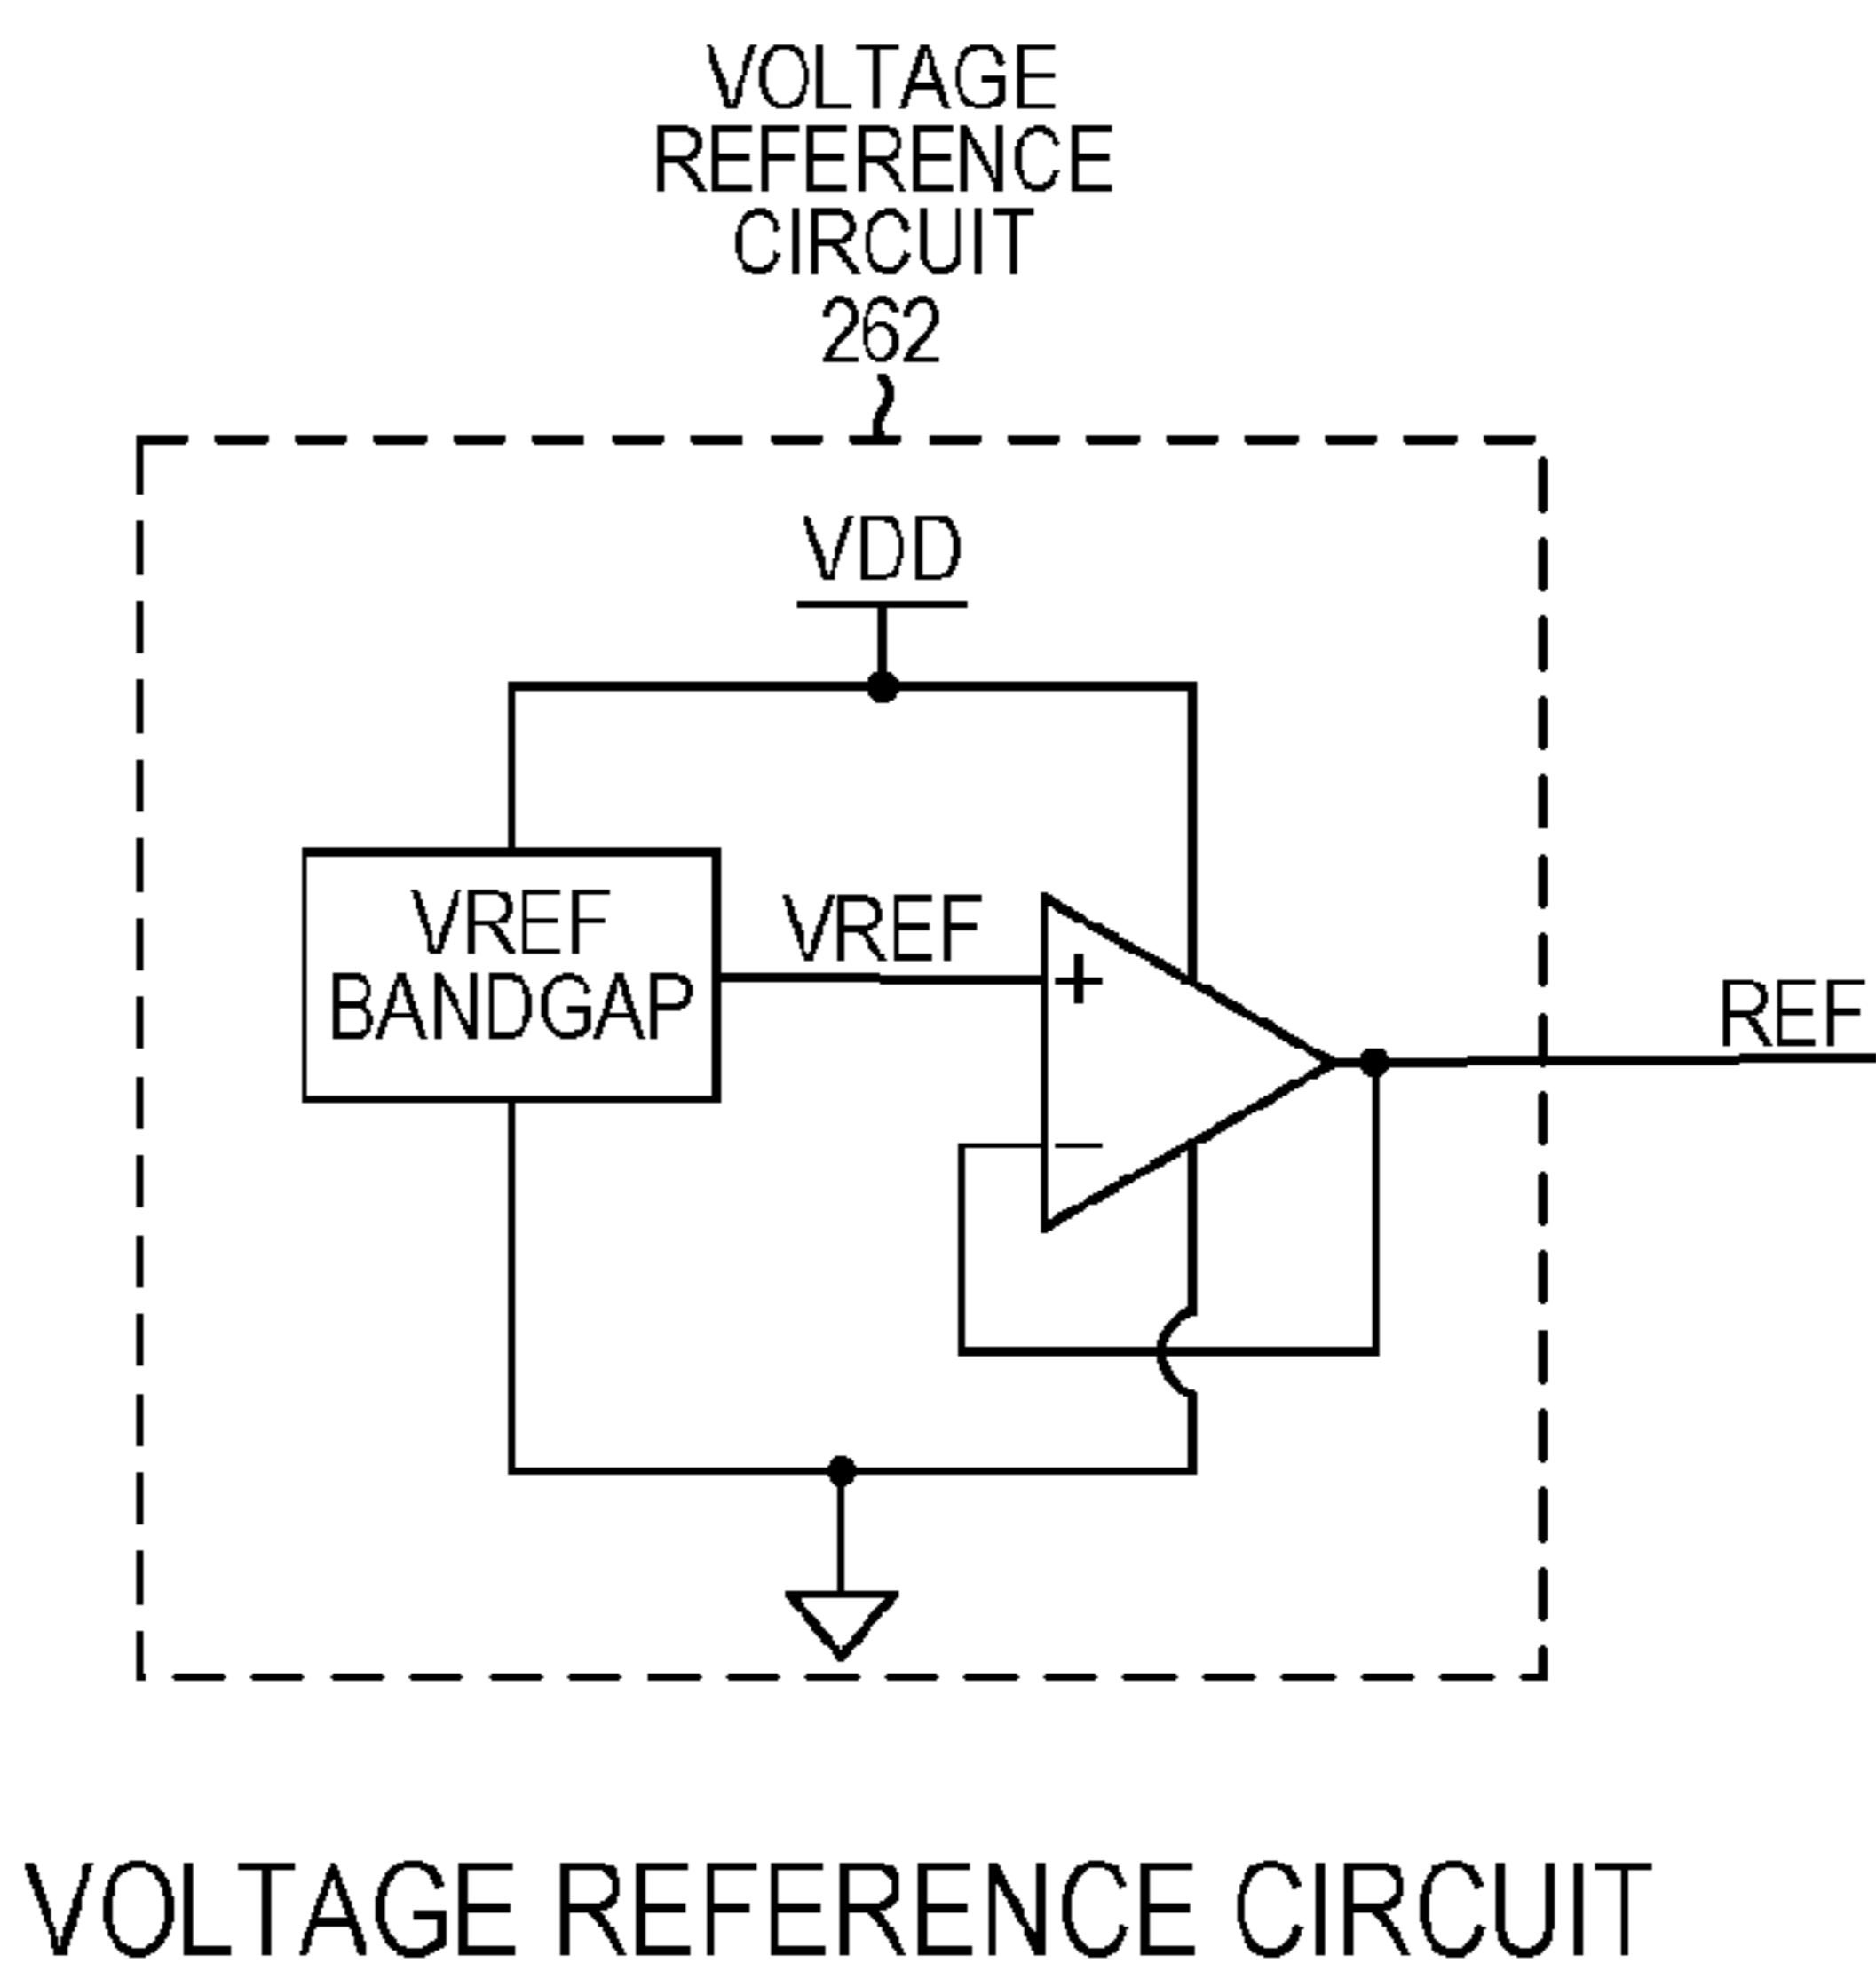 VOLTAGE
REFERENCE
CIRCUIT
262
VDD
VREF
BANDGAP
VREF
+
−
REF
VOLTAGE REFERENCE CIRCUIT